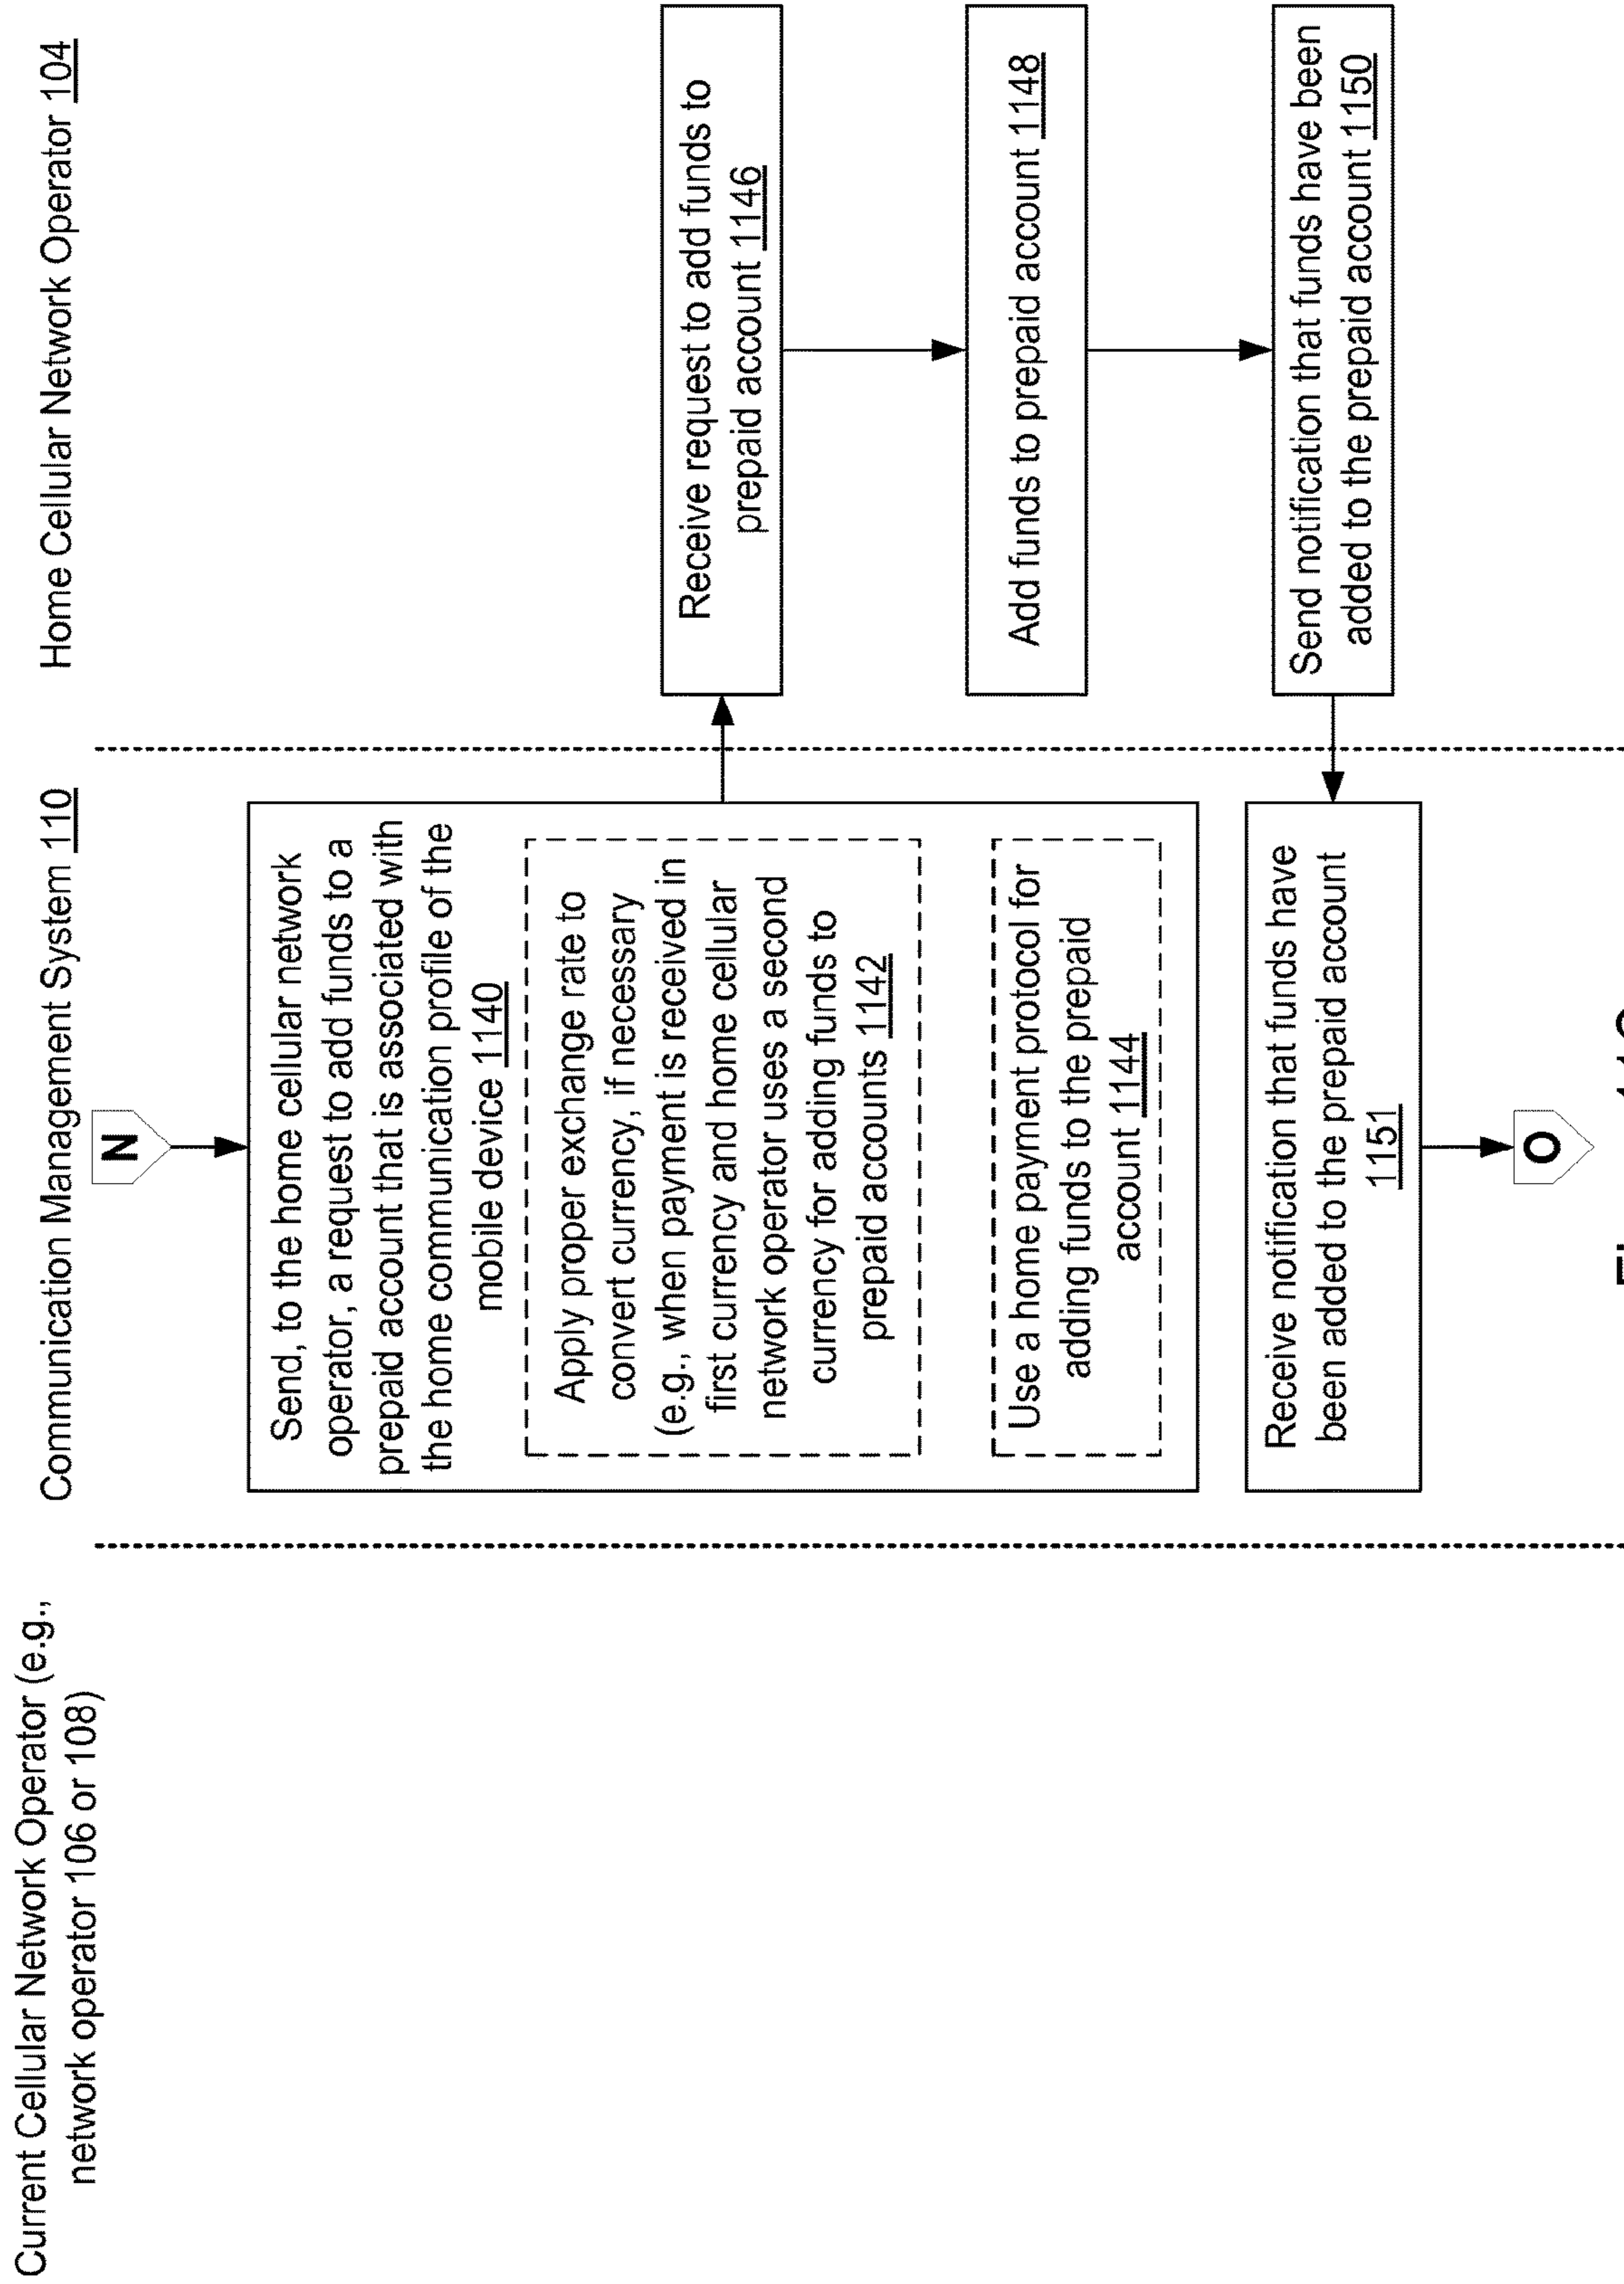 Current Cellular Network Operator (e.g.,
network operator 106 or 108)
Communication Management System 110
Home Cellular Network Operator 104
N
Send, to the home cellular network
operator, a request to add funds to a
prepaid account that is associated with
the home communication profile of the
mobile device 1140
Apply proper exchange rate to
convert currency, if necessary
(e.g., when payment is received in
first currency and home cellular
network operator uses a second
currency for adding funds to
prepaid accounts 1142
Use a home payment protocol for
adding funds to the prepaid
account 1144
Receive request to add funds to
prepaid account 1146
Add funds to prepaid account 1148
Send notification that funds have been
added to the prepaid account 1150
Receive notification that funds have
been added to the prepaid account
1151
O